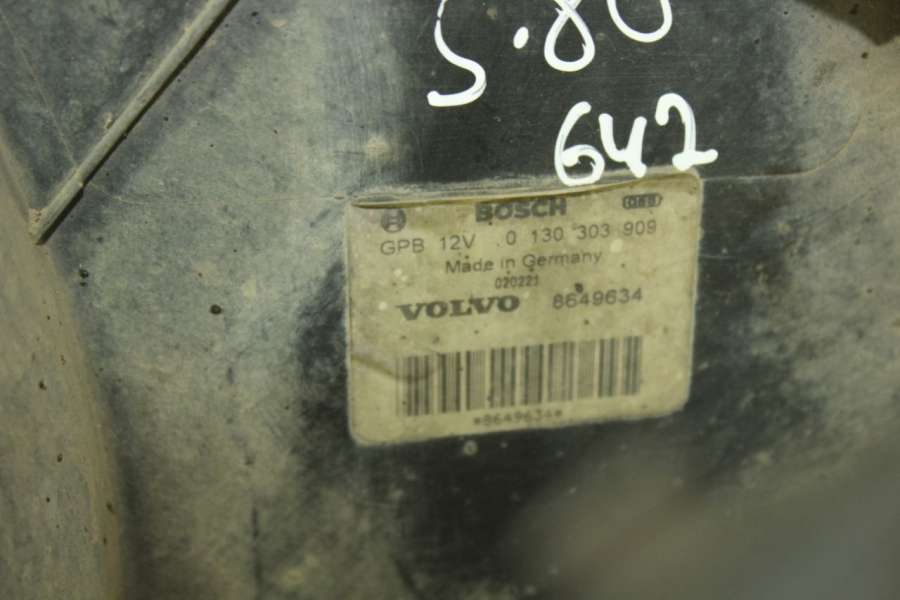 S.80
642
BOSCH
GPB 12V 0 130 303 909
Made in Germany
020221
VOLVO 8649634
*8649634*